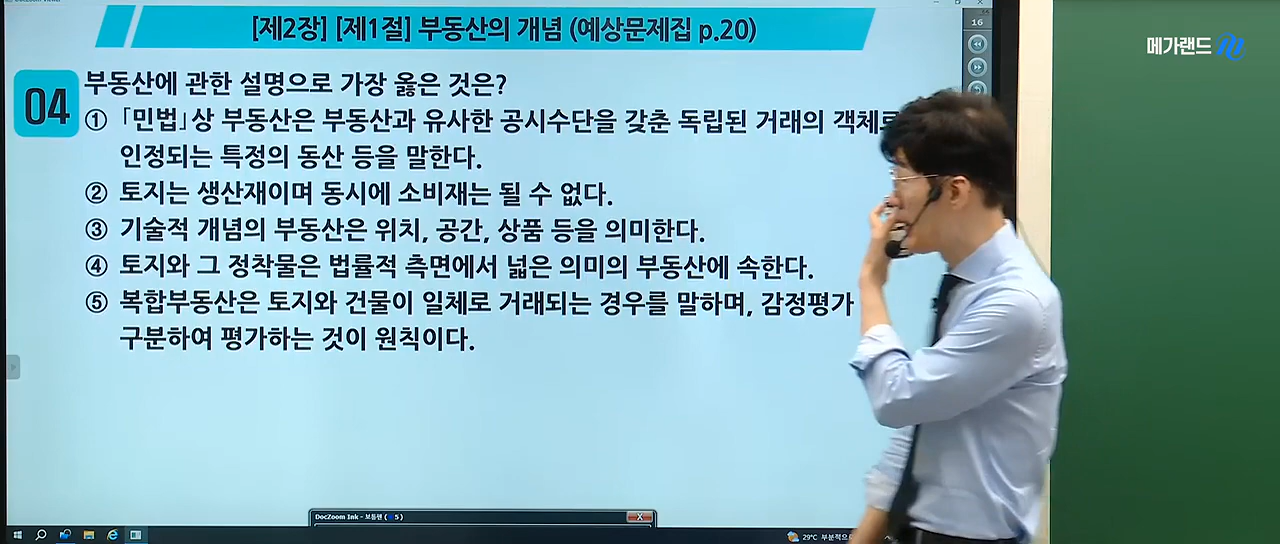 [제2장] [제1절] 부동산의 개념 (예상문제집 p.20)
16
메가랜드
04
부동산에 관한 설명으로 가장 옳은 것은?
① 「민법」상 부동산은 부동산과 유사한 공시수단을 갖춘 독립된 거래의 객체로
인정되는 특정의 동산 등을 말한다.
② 토지는 생산재이며 동시에 소비재는 될 수 없다.
③ 기술적 개념의 부동산은 위치, 공간, 상품 등을 의미한다.
④ 토지와 그 정착물은 법률적 측면에서 넓은 의미의 부동산에 속한다.
⑤ 복합부동산은 토지와 건물이 일체로 거래되는 경우를 말하며, 감정평가
구분하여 평가하는 것이 원칙이다.
DocZoom Ink - 보통펜 ( 5)
29°C 부분적으